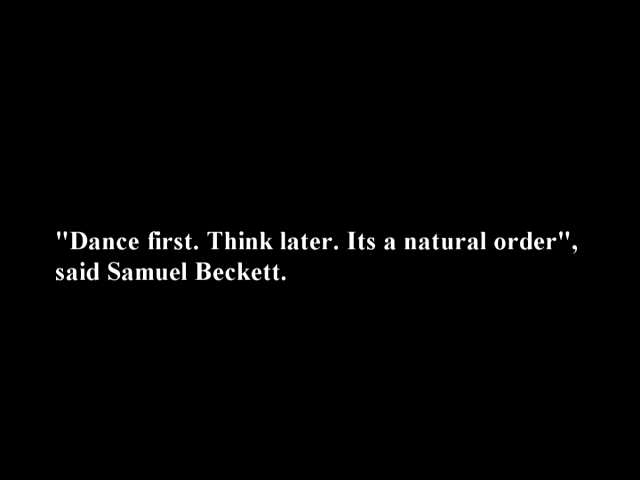 "Dance first. Think later. Its a natural order",
said Samuel Beckett.